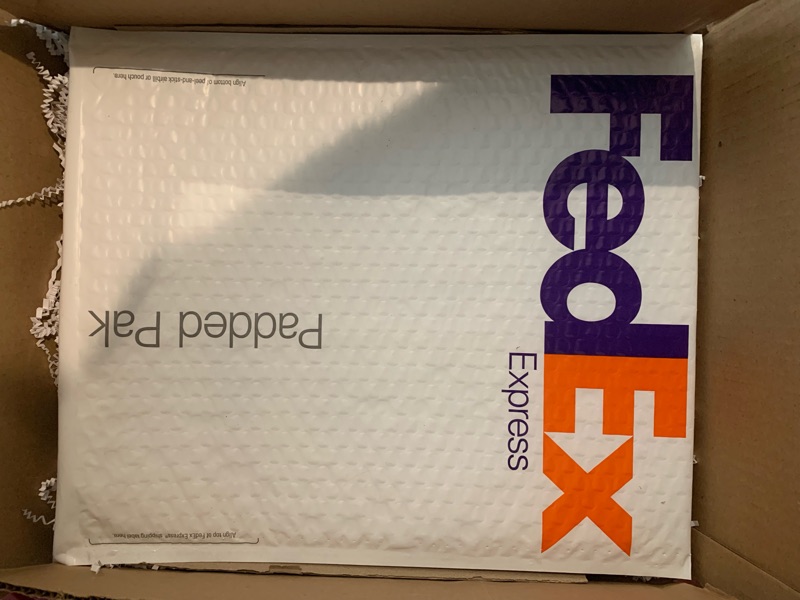 FedEx
Express
Padded Pak
Align bottom of peel-and-stick airbill or pouch here.
Align top of FedEx Express® shipping label here.